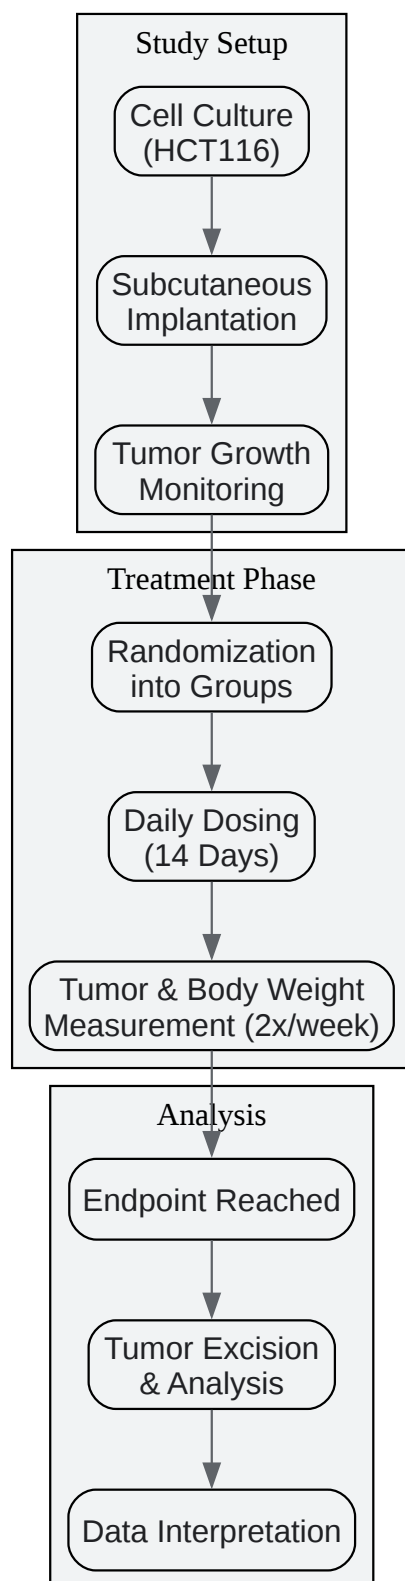 Study Setup
Cell Culture
(HCT116)
Subcutaneous
Implantation
Tumor Growth
Monitoring
Treatment Phase
Randomization
into Groups
Daily Dosing
(14 Days)
Tumor & Body Weight
Measurement (2x/week)
Analysis
Endpoint Reached
Tumor Excision
& Analysis
Data Interpretation